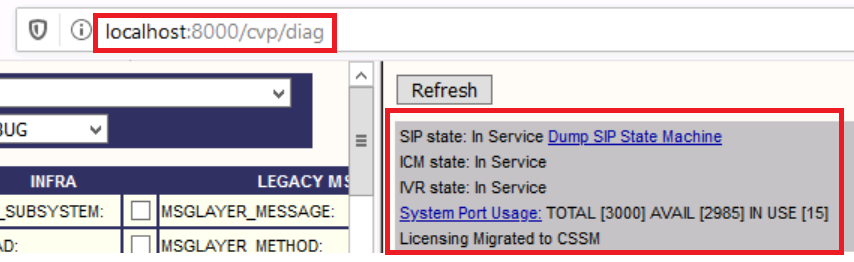 localhost:8000/cvp/diag
BUG
INFRA
LEGACY MS
_SUBSYSTEM:
MSGLAYER_MESSAGE:
AD:
MSGLAYER_METHOD:
Refresh
SIP state: In Service Dump SIP State Machine
ICM state: In Service
IVR state: In Service
System Port Usage: TOTAL [3000] AVAIL [2985] IN USE [15]
Licensing Migrated to CSSM